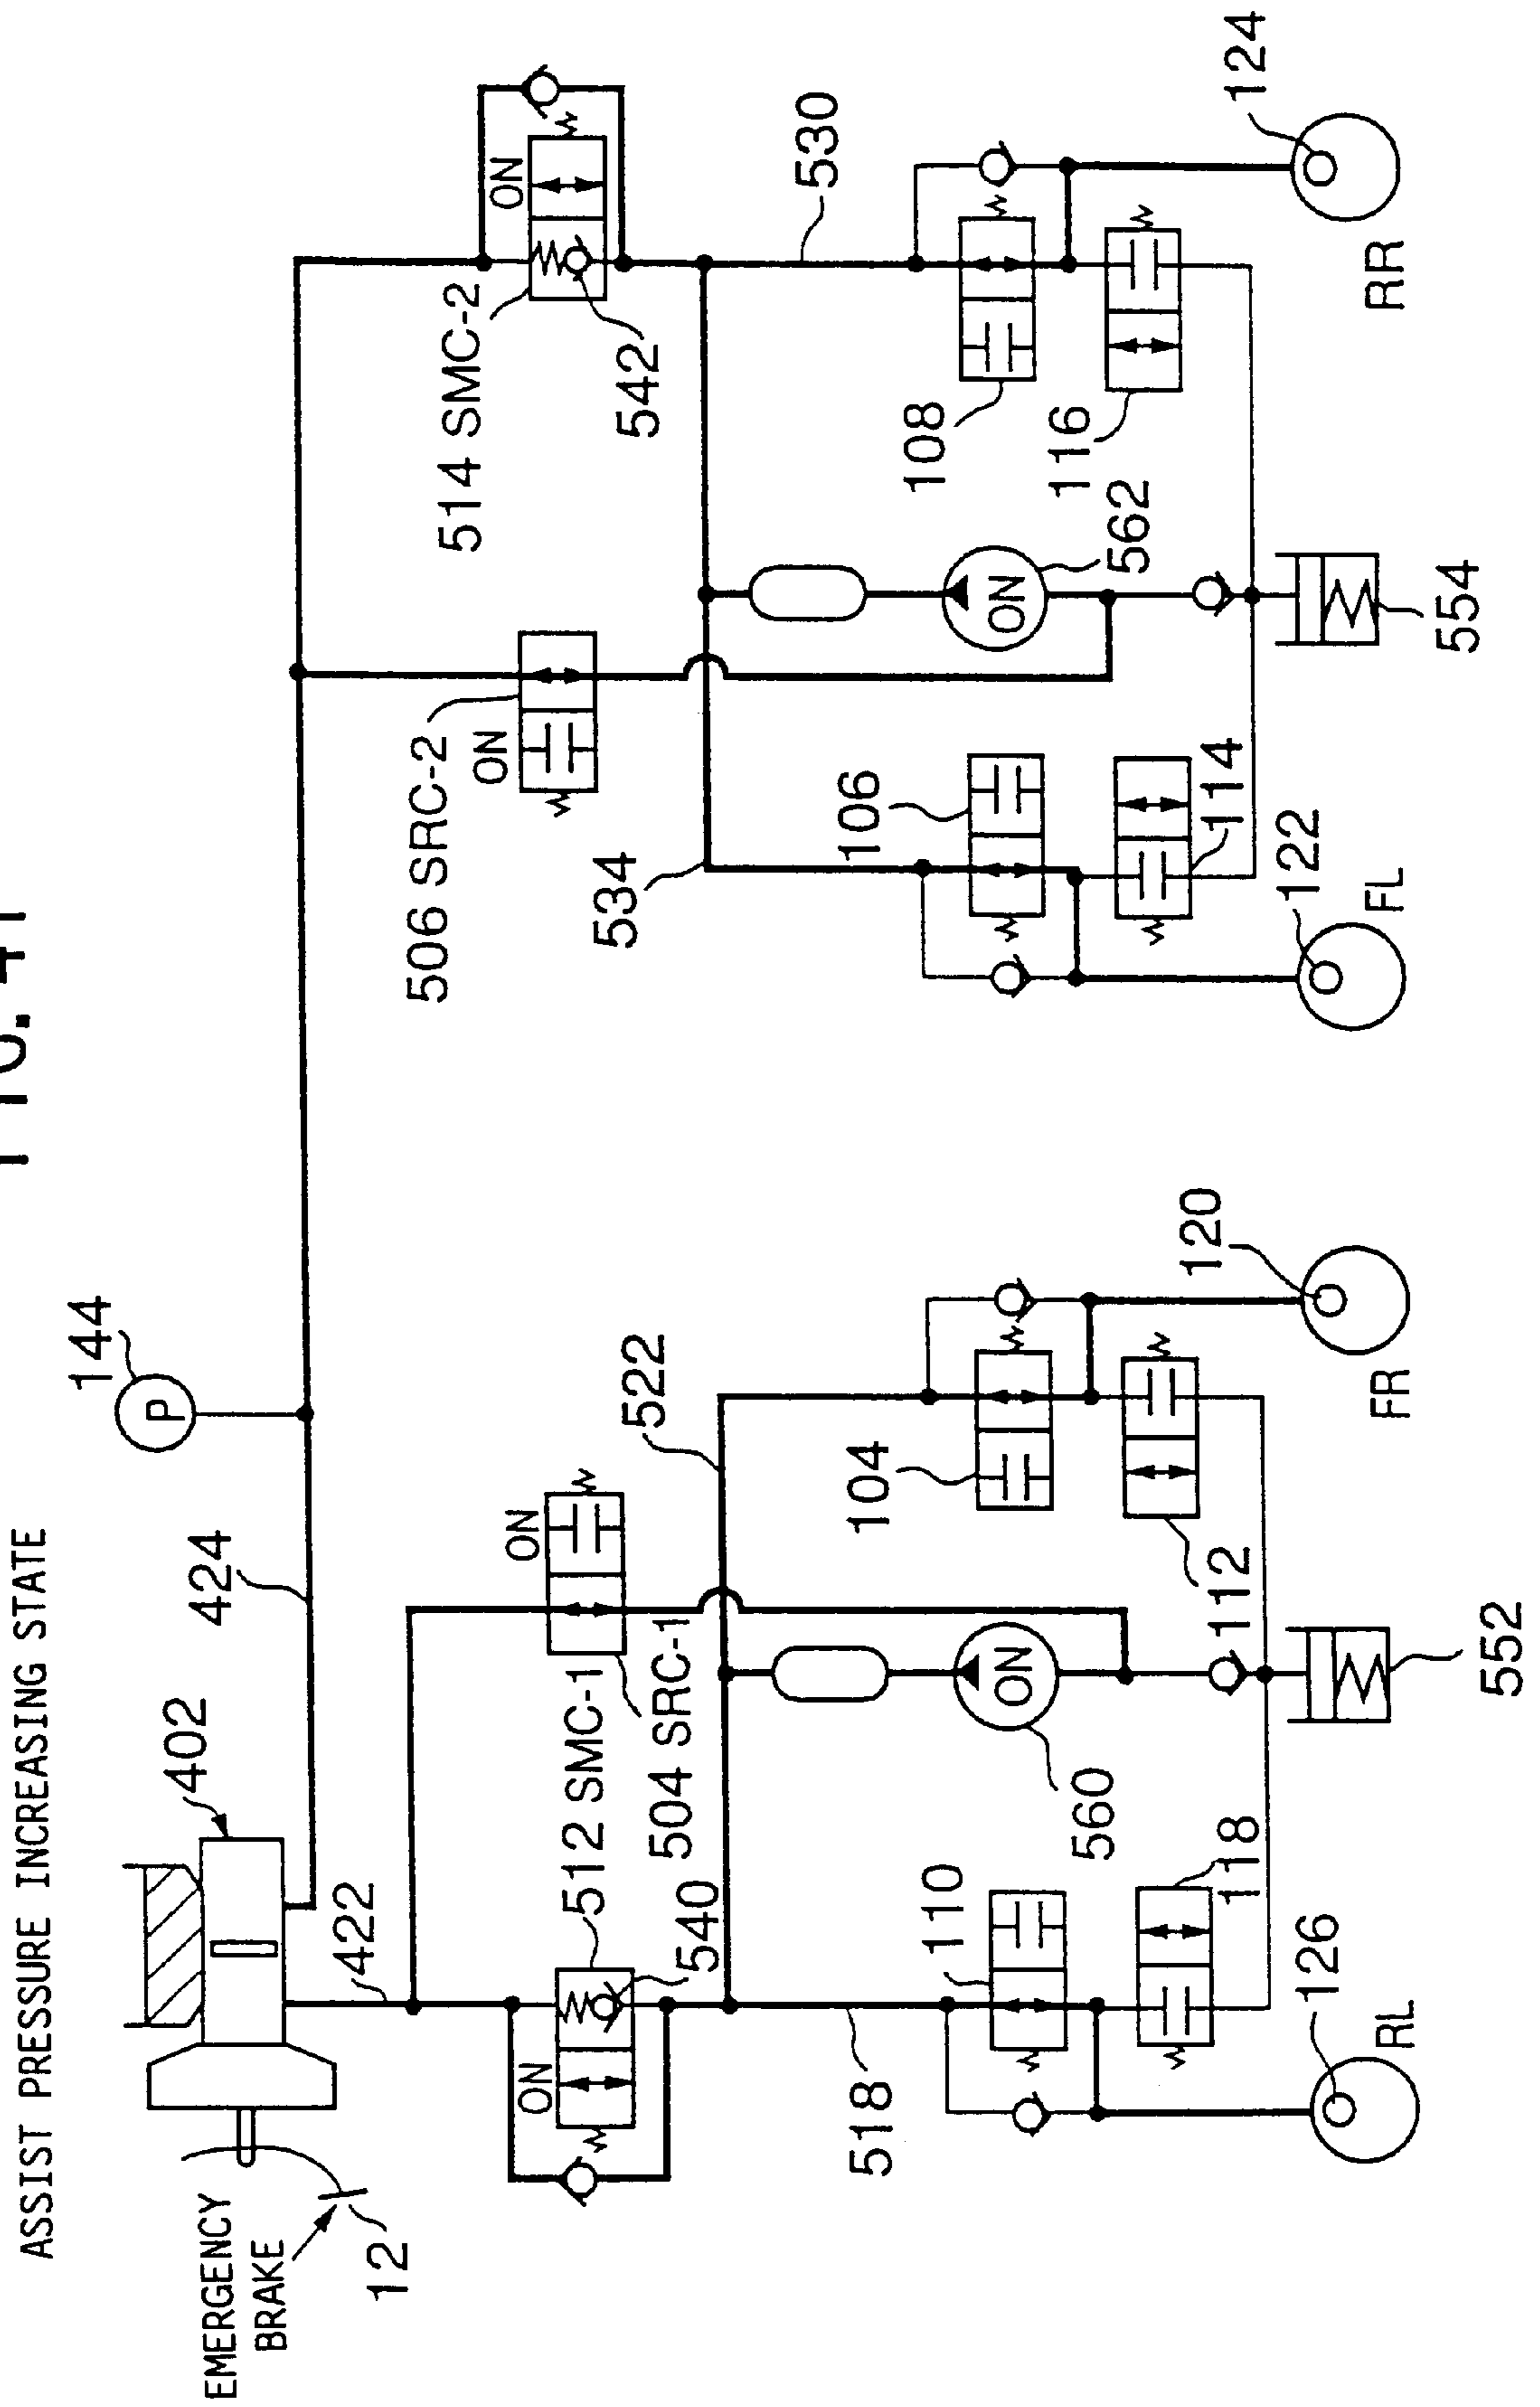 FIG. 41
ASSIST PRESSURE INCREASING STATE
EMERGENCY
BRAKE
12
402
422
424
144
P
ON
512 SMC-1
540
504 SRC-1
ON
506 SRC-2
ON
514 SMC-2
ON
542
518
522
534
530
110
118
560
ON
104
112
106
114
562
ON
108
116
126
RL
552
120
FR
122
FL
554
124
RR